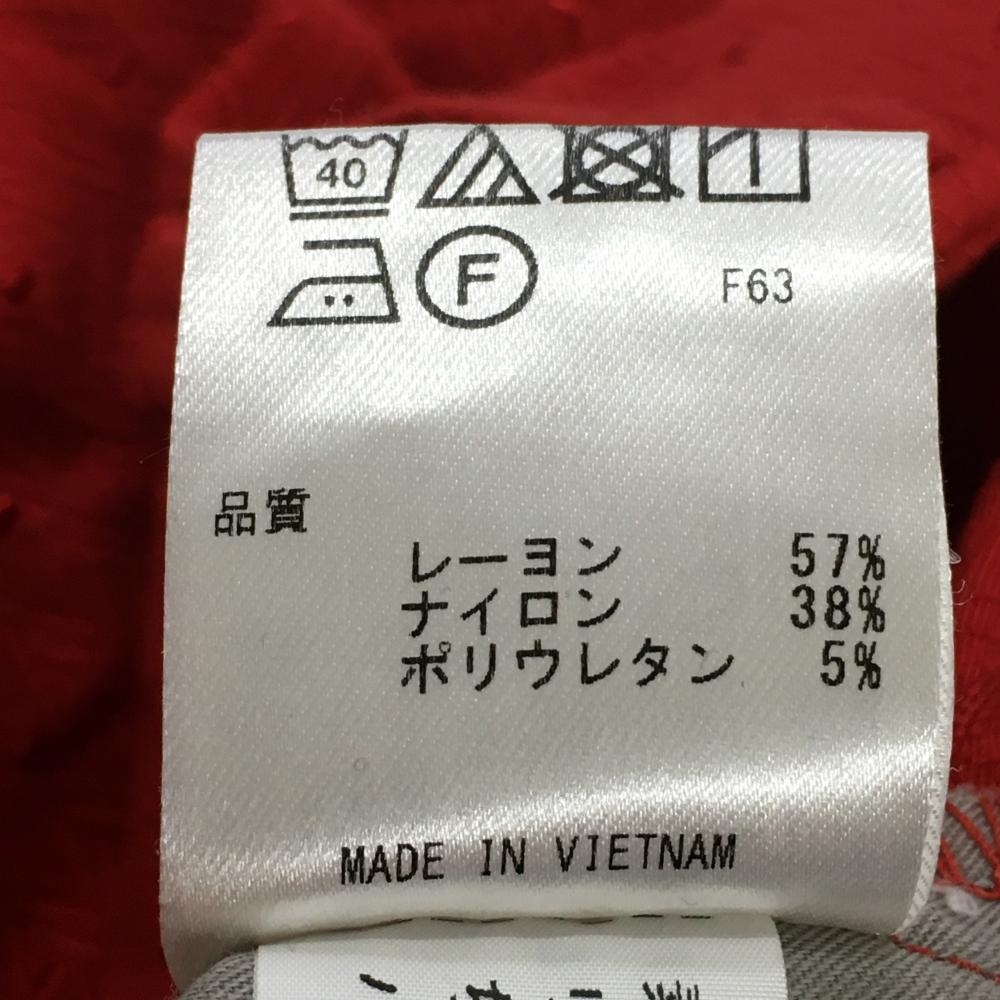 40
F F63
品質
レーヨン 57%
ナイロン 38%
ポリウレタン 5%
MADE IN VIETNAM